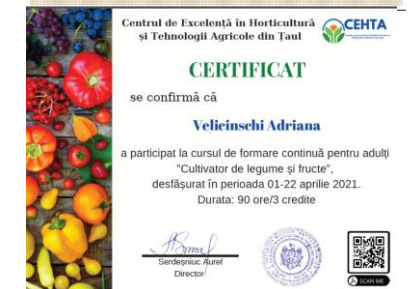 Centrul de Excelență în Horticultură
și Tehnologii Agricole din Țaul
CEHTA
CERTIFICAT
se confirmă că
Velicinschi Adriana
a participat la cursul de formare continuă pentru adulți
"Cultivator de legume și fructe",
desfășurat în perioada 01-22 aprilie 2021.
Durata: 90 ore/3 credite
Serdeșniuc Aurel
Director
SCAN ME